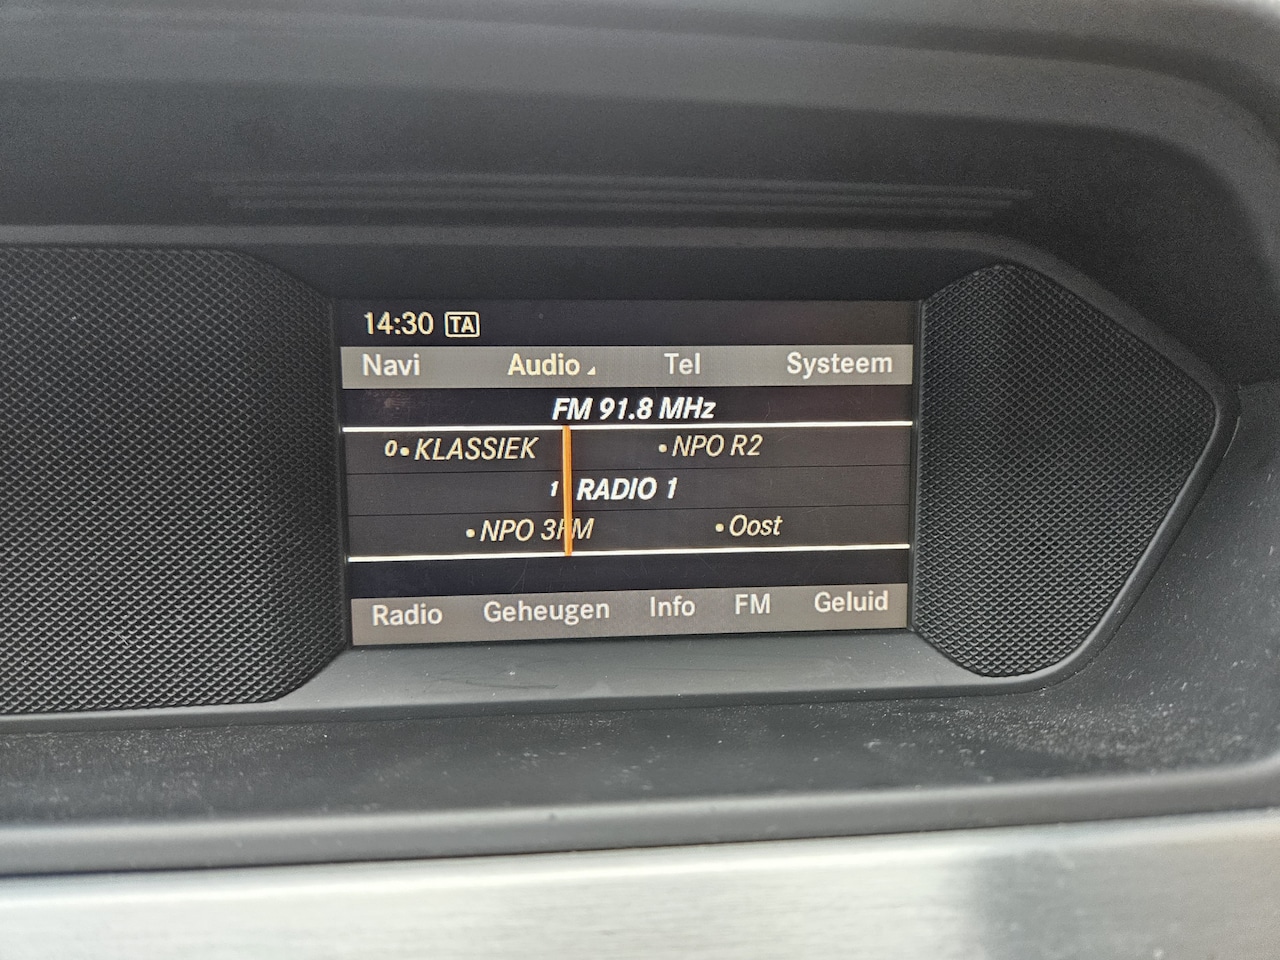 14:30 TA
Navi Audio Tel Systeem
FM 91.8 MHz
0•KLASSIEK •NPO R2
1 RADIO 1
•NPO 3FM •Oost
Radio Geheugen Info FM Geluid